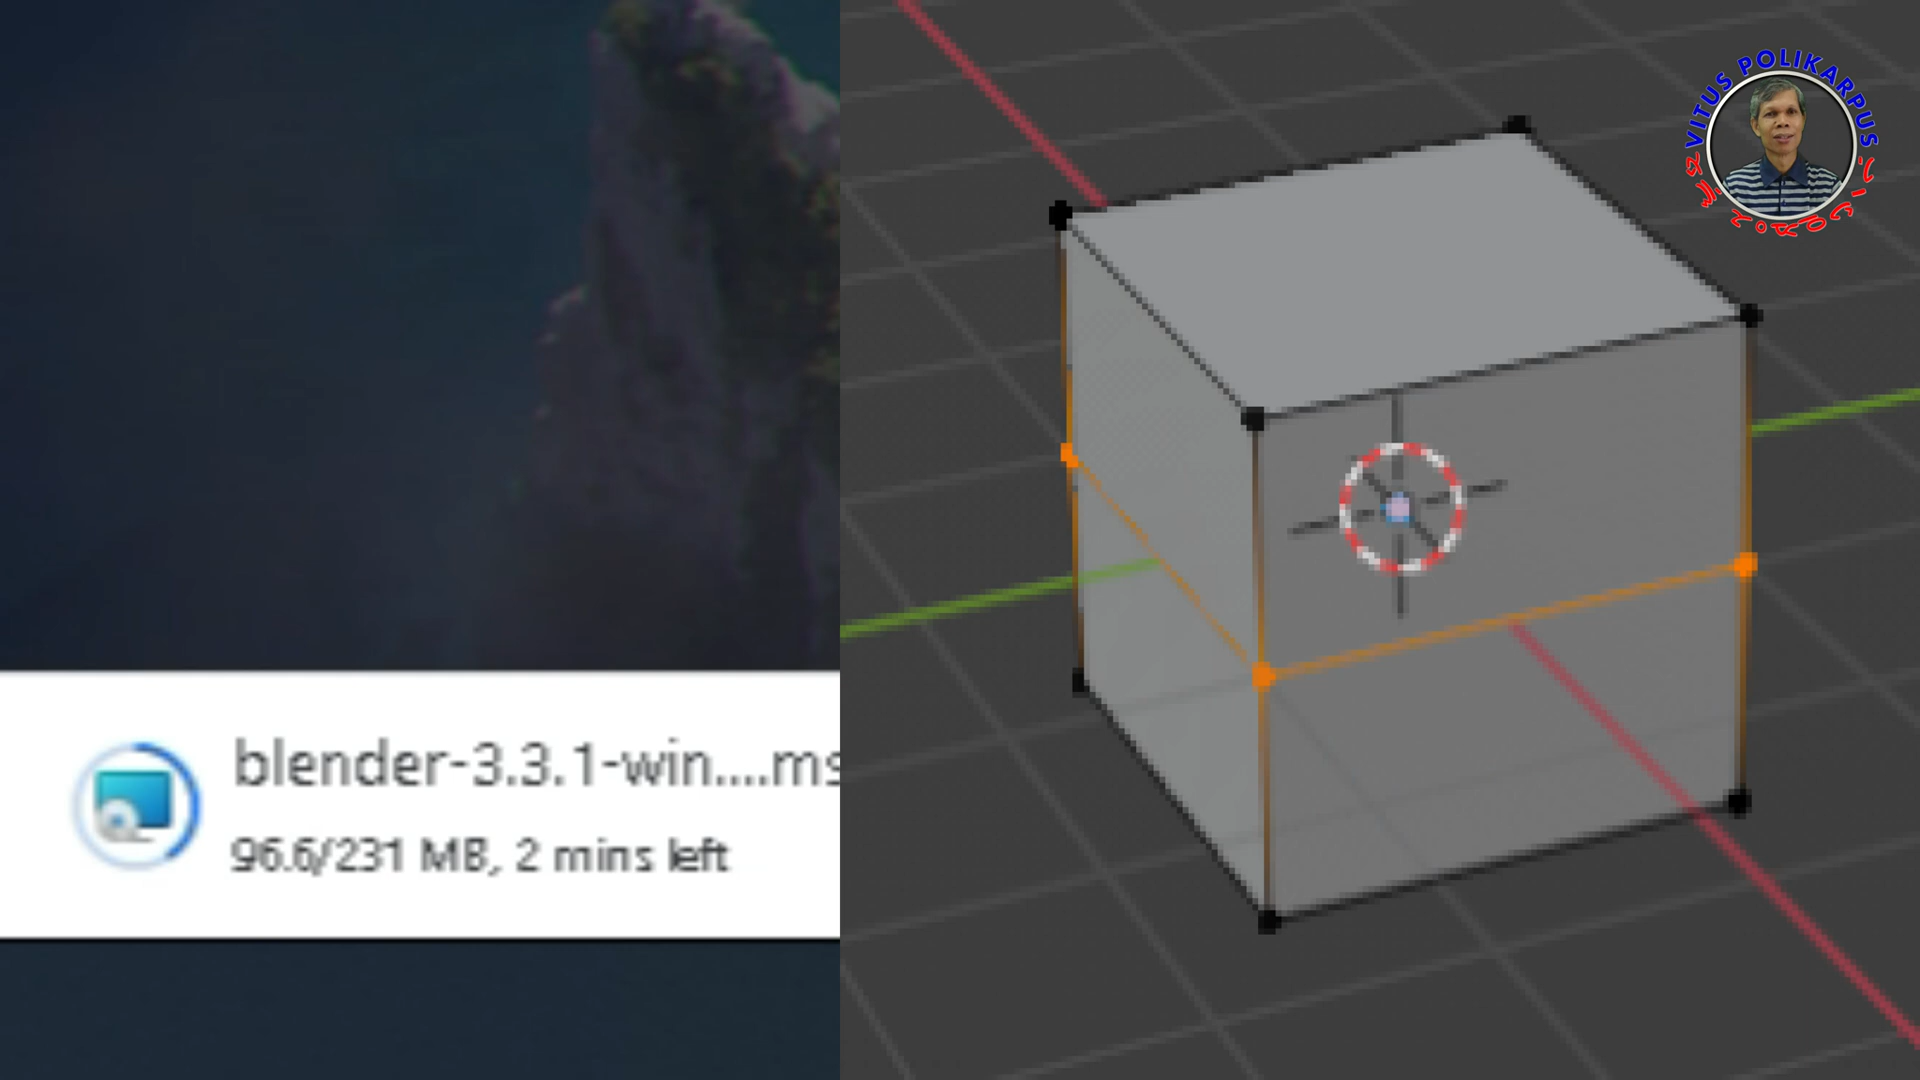 blender-3.3.1-win....ms
96.6/231 MB, 2 mins left
VITUS POLIKARPUS